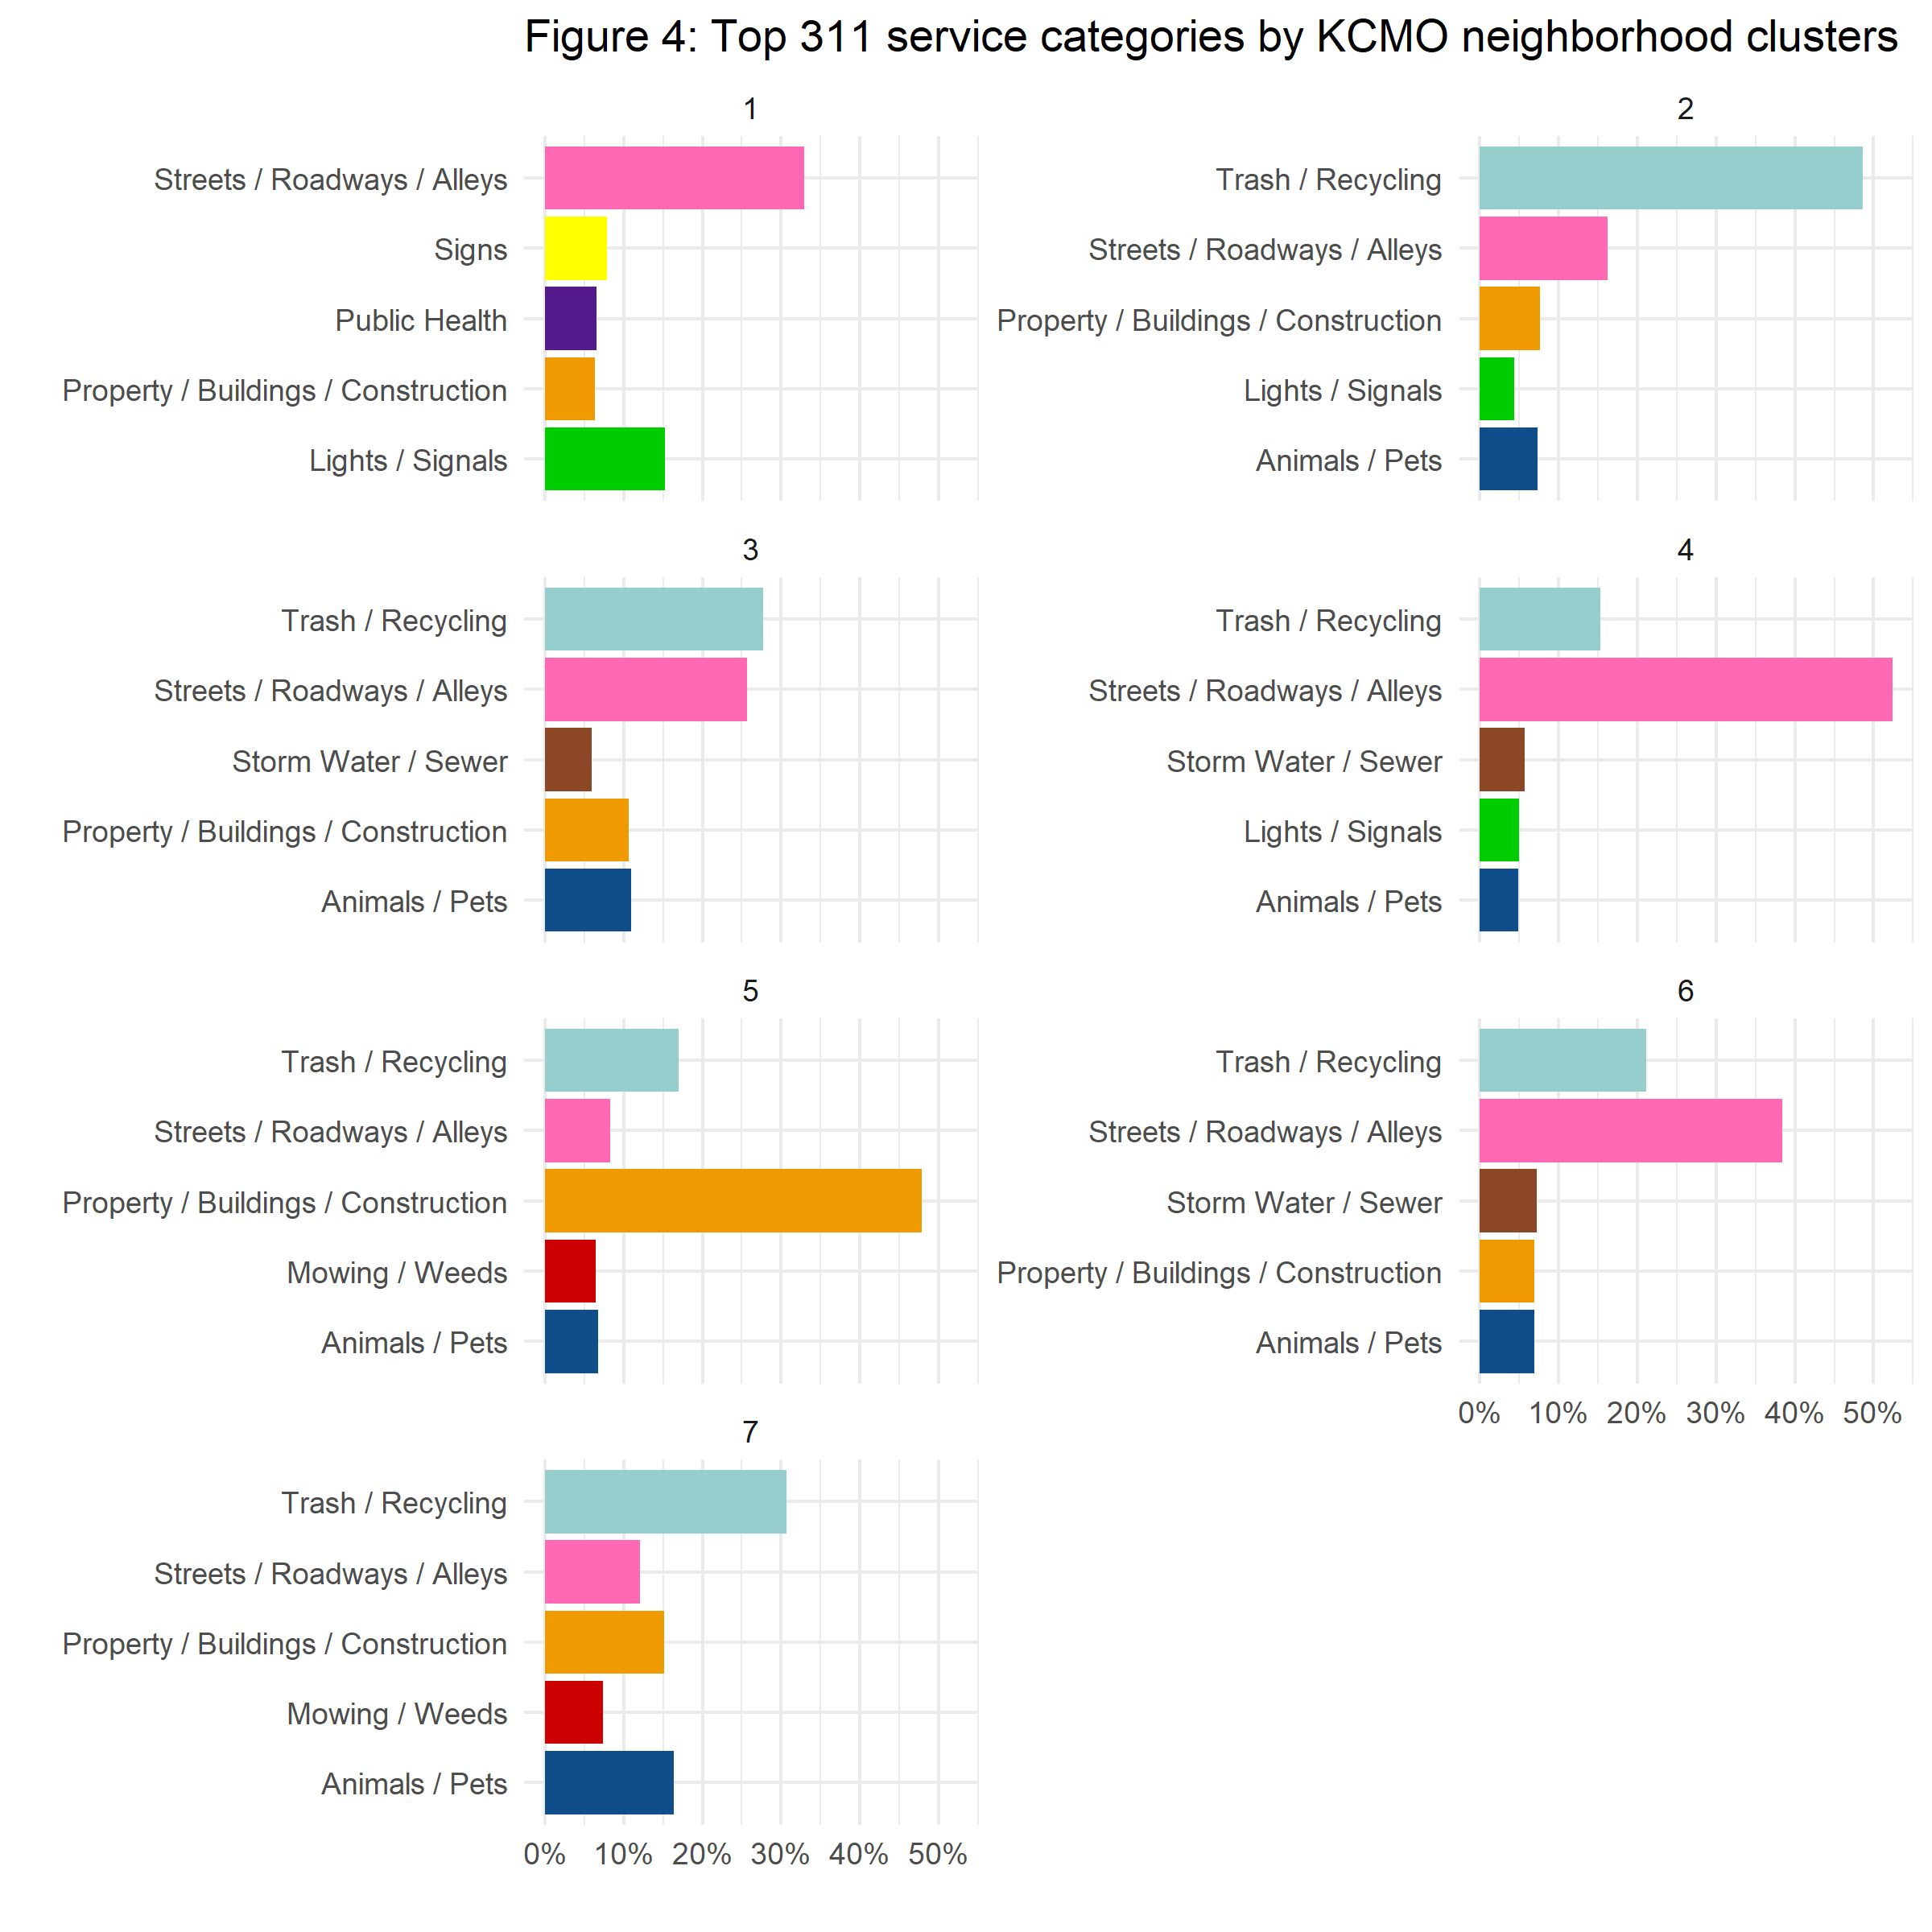 Figure 4: Top 311 service categories by KCMO neighborhood clusters
1
Streets / Roadways / Alleys
Signs
Public Health
Property / Buildings / Construction
Lights / Signals
2
Trash / Recycling
Streets / Roadways / Alleys
Property / Buildings / Construction
Lights / Signals
Animals / Pets
3
Trash / Recycling
Streets / Roadways / Alleys
Storm Water / Sewer
Property / Buildings / Construction
Animals / Pets
4
Trash / Recycling
Streets / Roadways / Alleys
Storm Water / Sewer
Lights / Signals
Animals / Pets
5
Trash / Recycling
Streets / Roadways / Alleys
Property / Buildings / Construction
Mowing / Weeds
Animals / Pets
6
Trash / Recycling
Streets / Roadways / Alleys
Storm Water / Sewer
Property / Buildings / Construction
Animals / Pets
0% 10% 20% 30% 40% 50%
7
Trash / Recycling
Streets / Roadways / Alleys
Property / Buildings / Construction
Mowing / Weeds
Animals / Pets
0% 10% 20% 30% 40% 50%